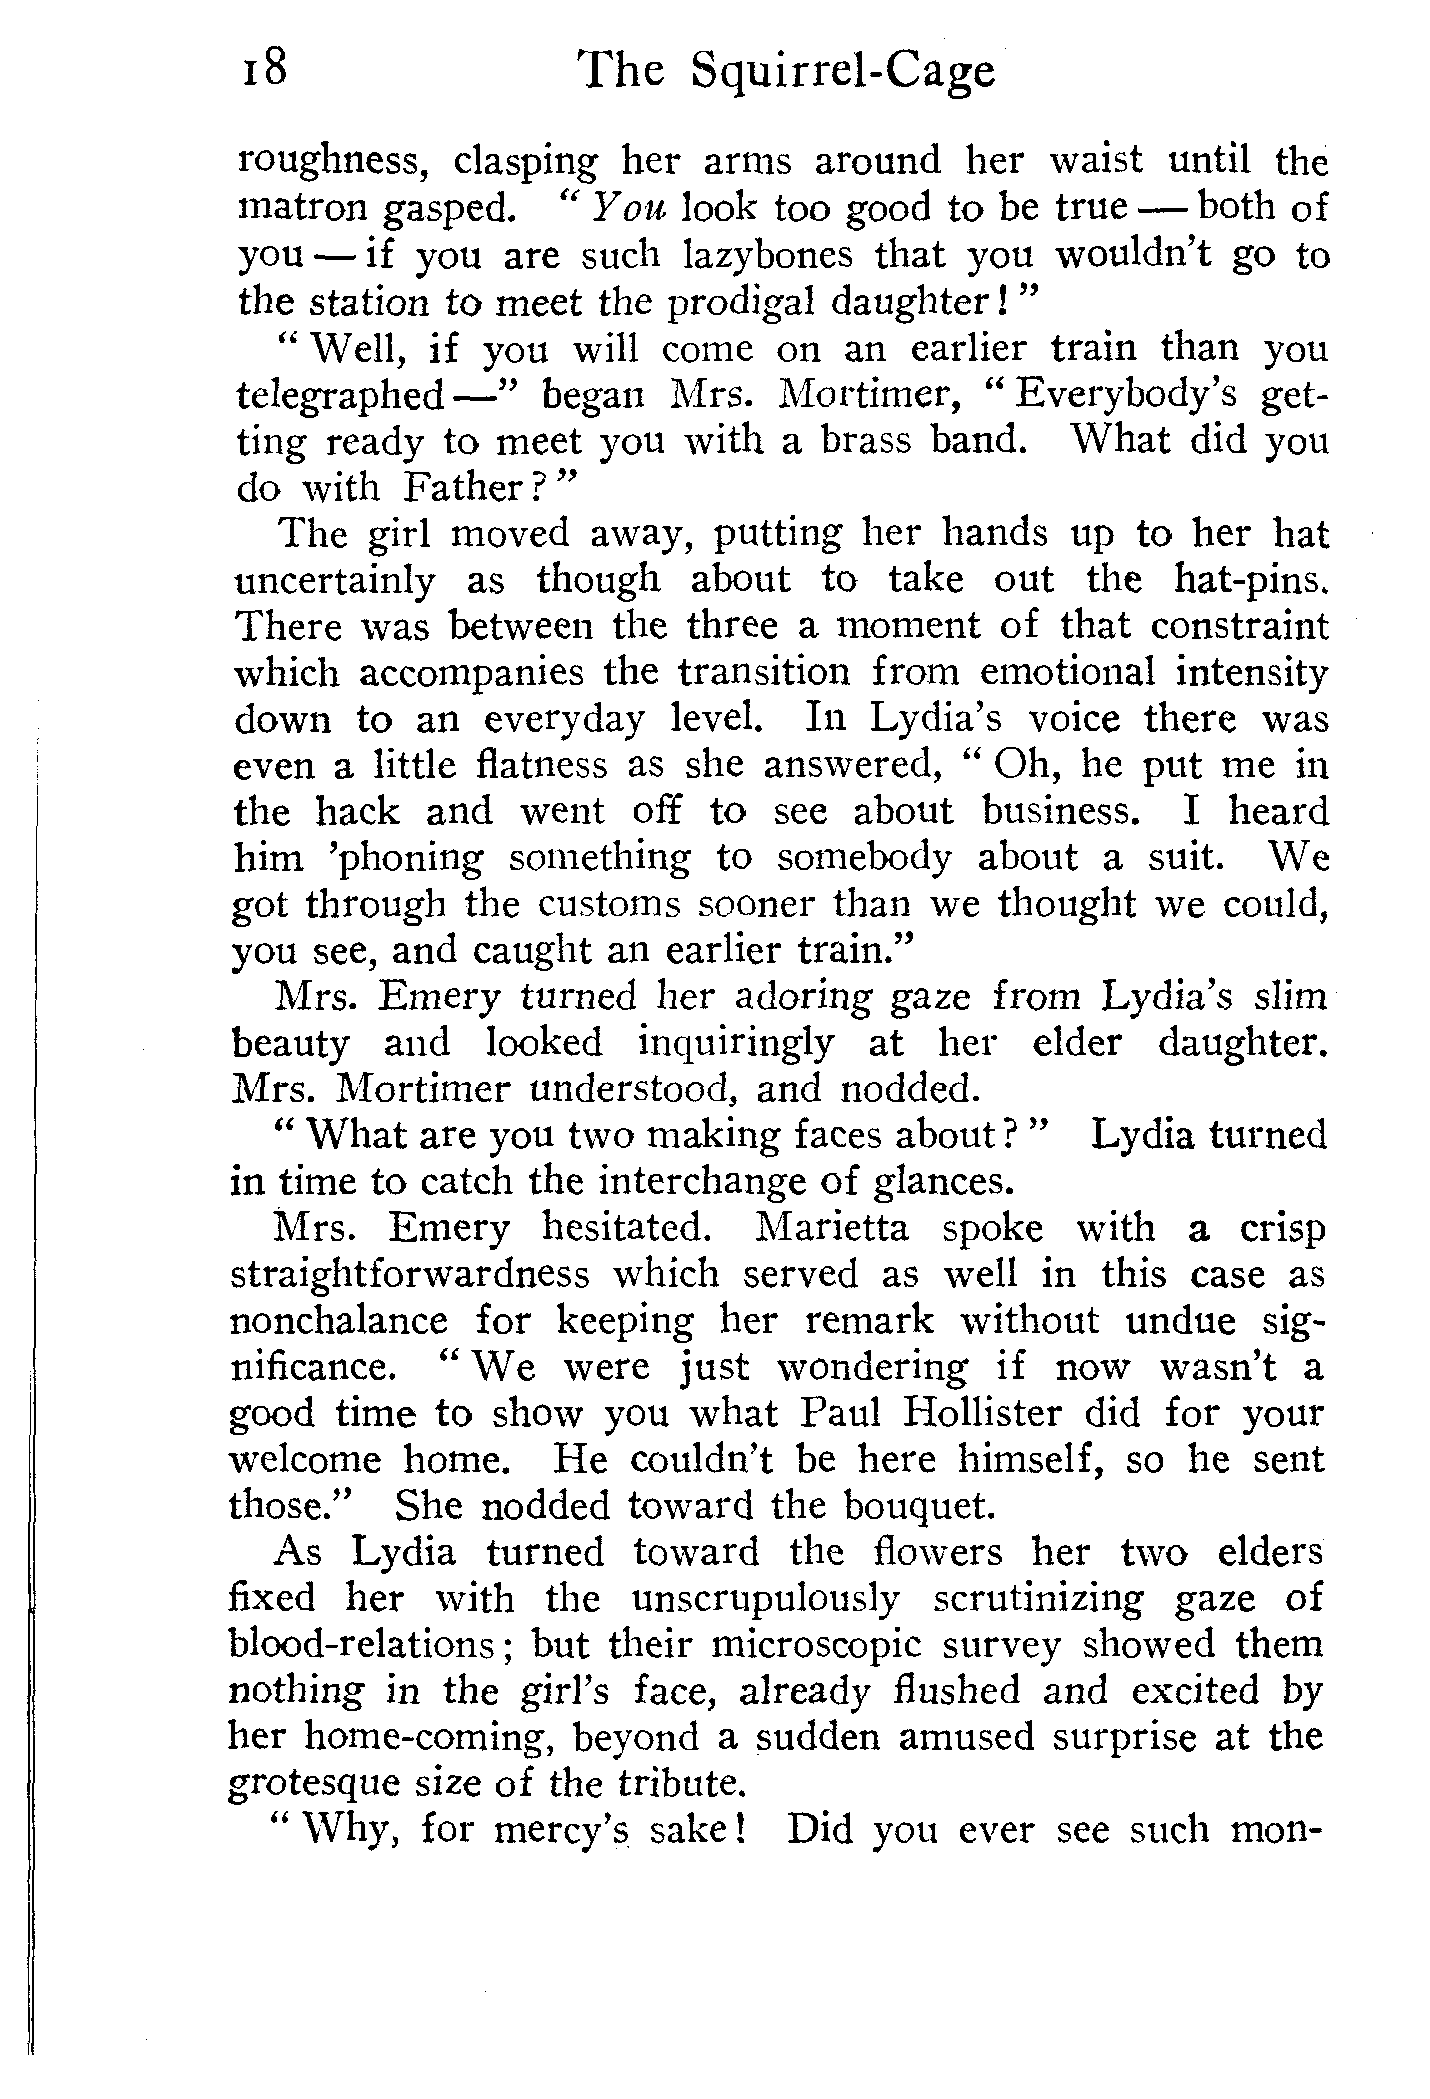 18 The Squirrel-Cage
roughness, clasping her arms around her waist until the
matron gasped. “ You look too good to be true — both of
you — if you are such lazybones that you wouldn't go to
the station to meet the prodigal daughter ! ”
“ Well, if you will come on an earlier train than you
telegraphed —” began Mrs. Mortimer, “ Everybody's get-
ting ready to meet you with a brass band. What did you
do with Father ? ”
The girl moved away, putting her hands up to her hat
uncertainly as though about to take out the hat-pins.
There was between the three a moment of that constraint
which accompanies the transition from emotional intensity
down to an everyday level. In Lydia's voice there was
even a little flatness as she answered, “ Oh, he put me in
the hack and went off to see about business. I heard
him 'phoning something to somebody about a suit. We
got through the customs sooner than we thought we could,
you see, and caught an earlier train.”
Mrs. Emery turned her adoring gaze from Lydia's slim
beauty and looked inquiringly at her elder daughter.
Mrs. Mortimer understood, and nodded.
“ What are you two making faces about ? ” Lydia turned
in time to catch the interchange of glances.
Mrs. Emery hesitated. Marietta spoke with a crisp
straightforwardness which served as well in this case as
nonchalance for keeping her remark without undue sig-
nificance. “ We were just wondering if now wasn't a
good time to show you what Paul Hollister did for your
welcome home. He couldn't be here himself, so he sent
those.” She nodded toward the bouquet.
As Lydia turned toward the flowers her two elders
fixed her with the unscrupulously scrutinizing gaze of
blood-relations ; but their microscopic survey showed them
nothing in the girl's face, already flushed and excited by
her home-coming, beyond a sudden amused surprise at the
grotesque size of the tribute.
“ Why, for mercy's sake ! Did you ever see such mon-